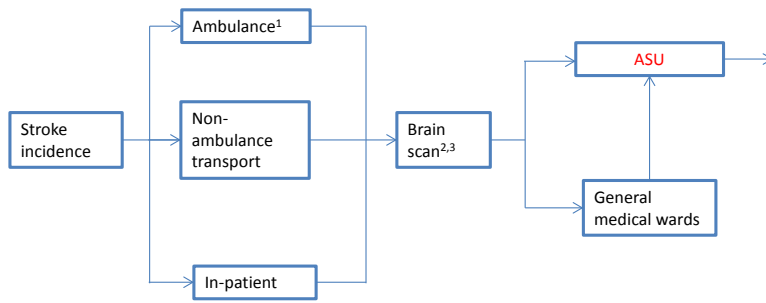 Ambulance¹
ASU
Stroke
incidence
Non-
ambulance
transport
Brain
scan²,³
General
medical wards
In-patient